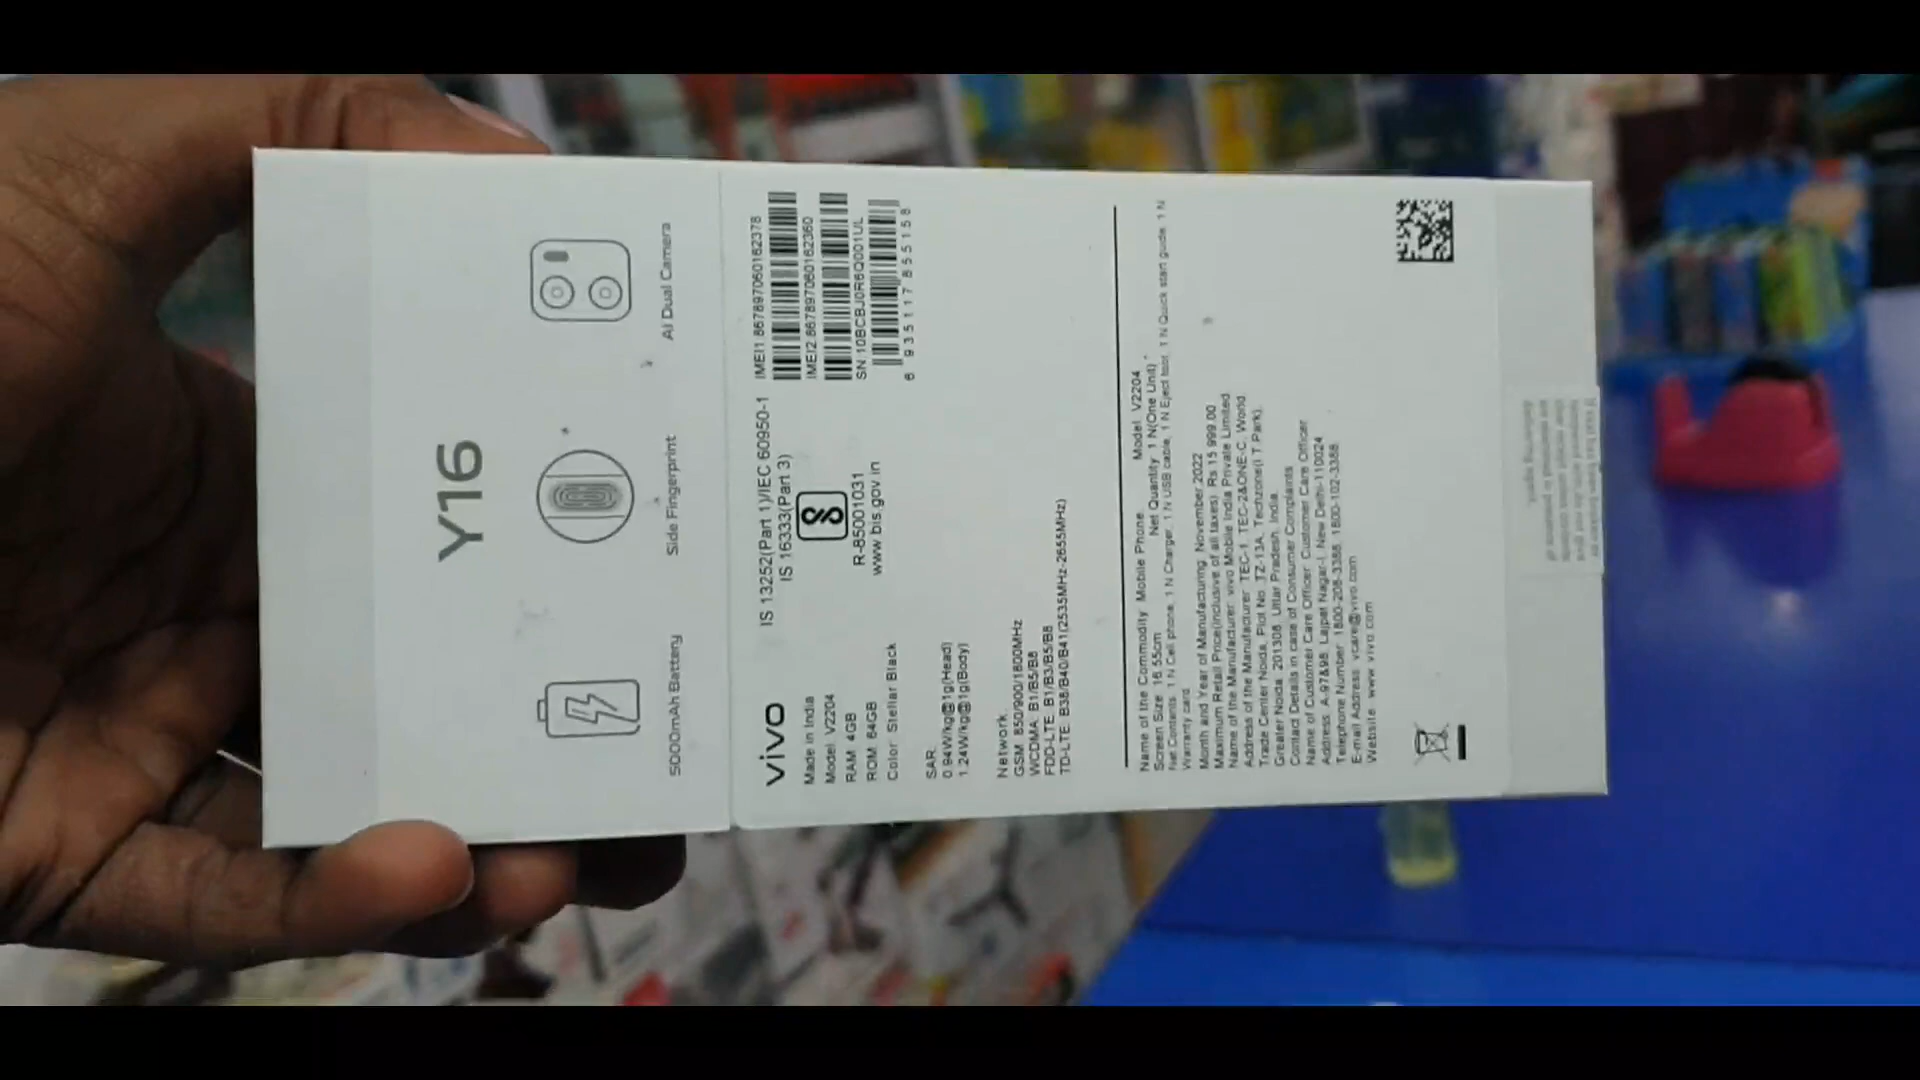 Y16
5000mAh Battery
Side Fingerprint
AI Dual Camera
vivo
Made in India
Model: V2204
RAM: 4GB
ROM: 64GB
Color: Stellar Black
SAR:
0.94W/kg@1g(Head)
1.24W/kg@1g(Body)
Network:
GSM: 850/900/1800MHz
WCDMA: B1/B5/B8
FDD-LTE: B1/B3/B5/B8
TD-LTE: B38/B40/B41(2535MHz-2655MHz)
IS 13252(Part 1)/IEC 60950-1
IS 16333(Part 3)
R-85001031
www.bis.gov.in
IMEI1:867897060162378
IMEI2:867897060162360
SN:10BCBJ0R6Q001UL
6 935117 855158
Name of the Commodity: Mobile Phone Model: V2204
Screen Size: 16.55cm Net Quantity: 1 N(One Unit)
Net Contents: 1 N Cell phone, 1 N Charger, 1 N USB cable, 1 N Eject tool, 1 N Quick start guide, 1 N
Warranty card
Month and Year of Manufacturing: November 2022
Maximum Retail Price(Inclusive of all taxes): Rs 15 999.00
Name of the Manufacturer: vivo Mobile India Private Limited
Address of the Manufacturer: TEC-1, TEC-2&ONE-C, World
Trade Center Noida, Plot No. TZ-13A, Techzone(I.T Park),
Greater Noida, 201308, Uttar Pradesh, India
Contact Details in case of Consumer Complaints
Name of Customer Care Officer: Customer Care Officer
Address: A-97&98, Lajpat Nagar-I, New Delhi-110024
Telephone Number: 1800-208-3388, 1800-102-3388
E-mail Address: vcare@vivo.com
Website: www.vivo.com